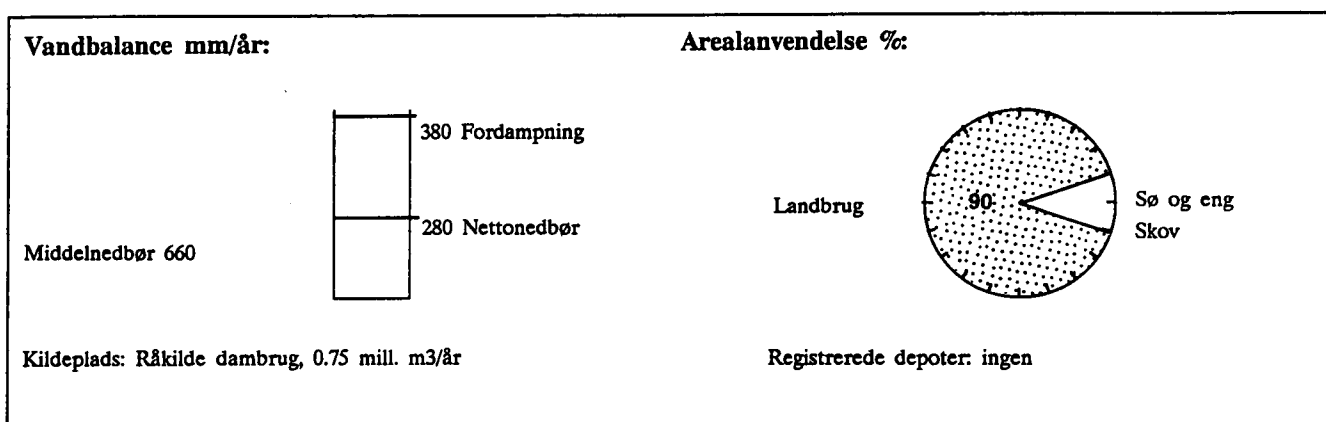 Vandbalance mm/år:
380 Fordampning
280 Nettonedbør
Middelnedbør 660
Kildeplads: Råkilde dambrug, 0.75 mill. m3/år
Arealanvendelse %:
Landbrug
90
Sø og eng
Skov
Registrerede depoter: ingen